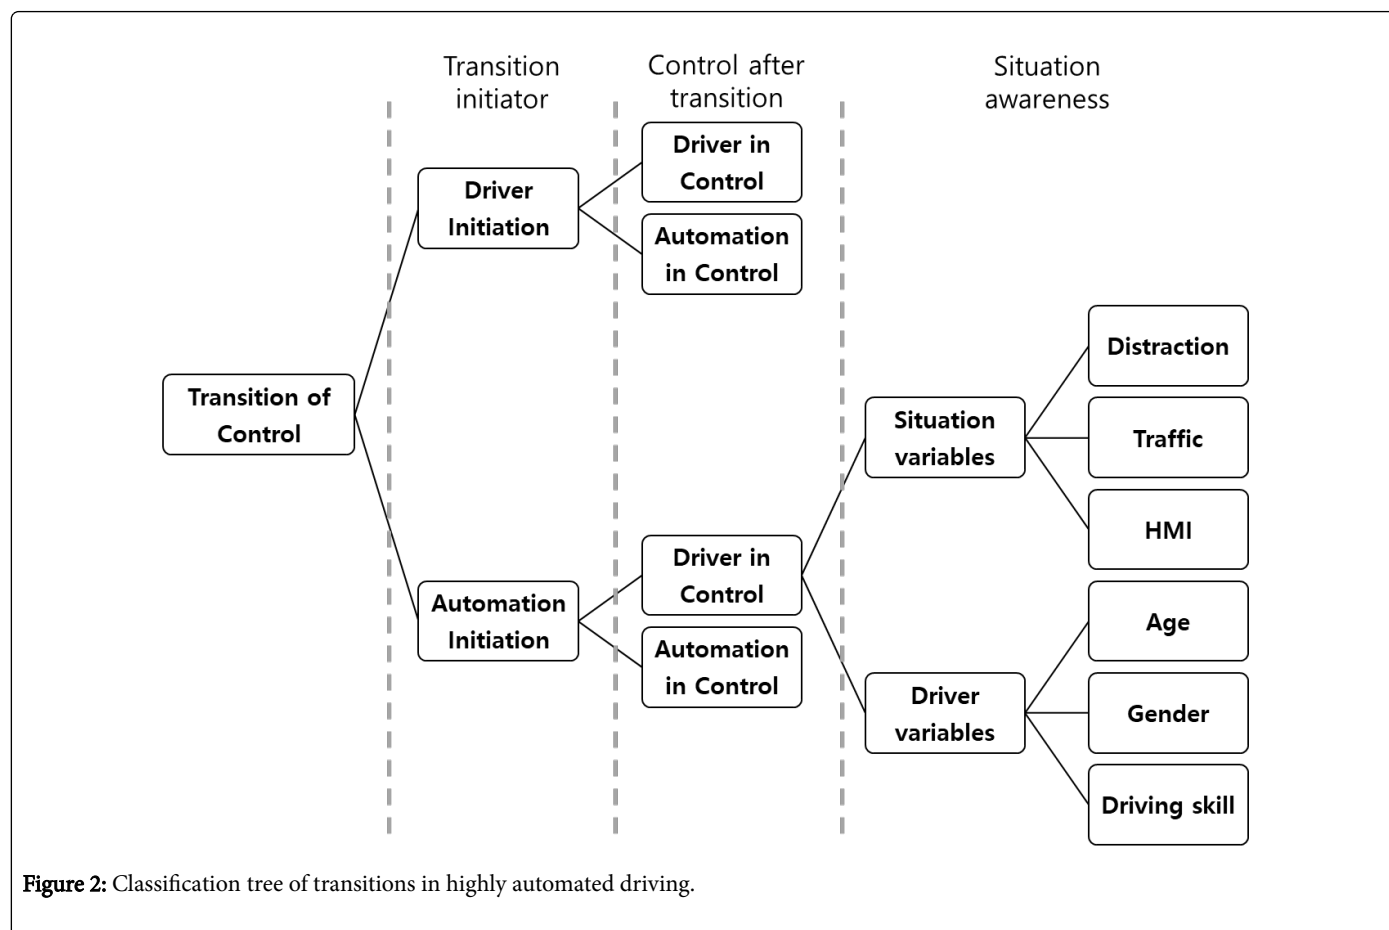 Transition
initiator
Control after
transition
Situation
awareness
Driver in
Control
Driver
Initiation
Automation
in Control
Distraction
Transition of
Control
Situation
variables
Traffic
HMI
Driver in
Control
Automation
Initiation
Age
Automation
in Control
Driver
variables
Gender
Driving skill
Figure 2: Classification tree of transitions in highly automated driving.